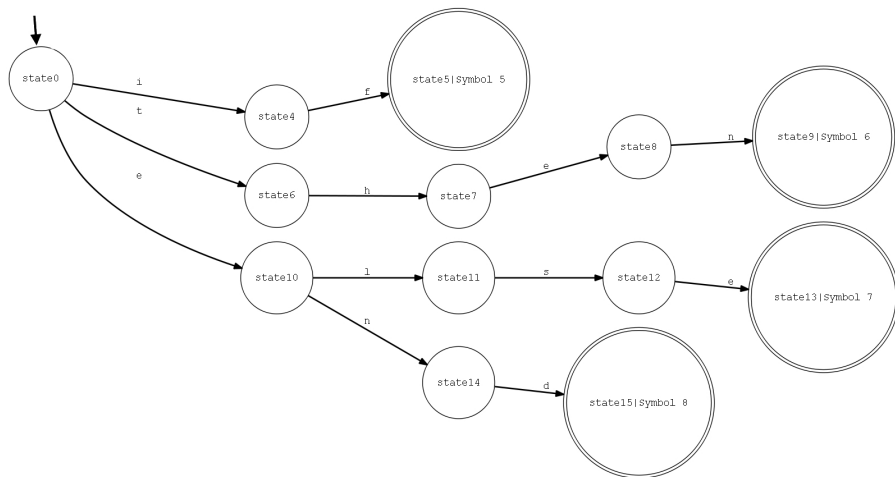 state0
i
t
e
state4
f
state5|Symbol 5
state6
h
state7
e
state8
n
state9|Symbol 6
state10
l
state11
s
state12
e
state13|Symbol 7
n
state14
d
state15|Symbol 8